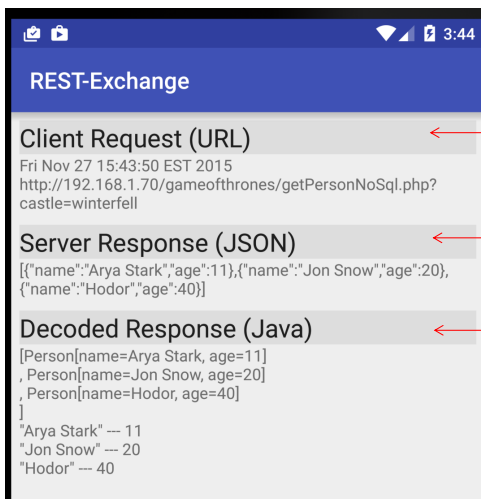 3:44
REST-Exchange
Client Request (URL)
Fri Nov 27 15:43:50 EST 2015
http://192.168.1.70/gameofthrones/getPersonNoSql.php?
castle=winterfell
Server Response (JSON)
[{"name":"Arya Stark","age":11},{"name":"Jon Snow","age":20},
{"name":"Hodor","age":40}]
Decoded Response (Java)
[Person[name=Arya Stark, age=11]
, Person[name=Jon Snow, age=20]
, Person[name=Hodor, age=40]
]
"Arya Stark" --- 11
"Jon Snow" --- 20
"Hodor" --- 40